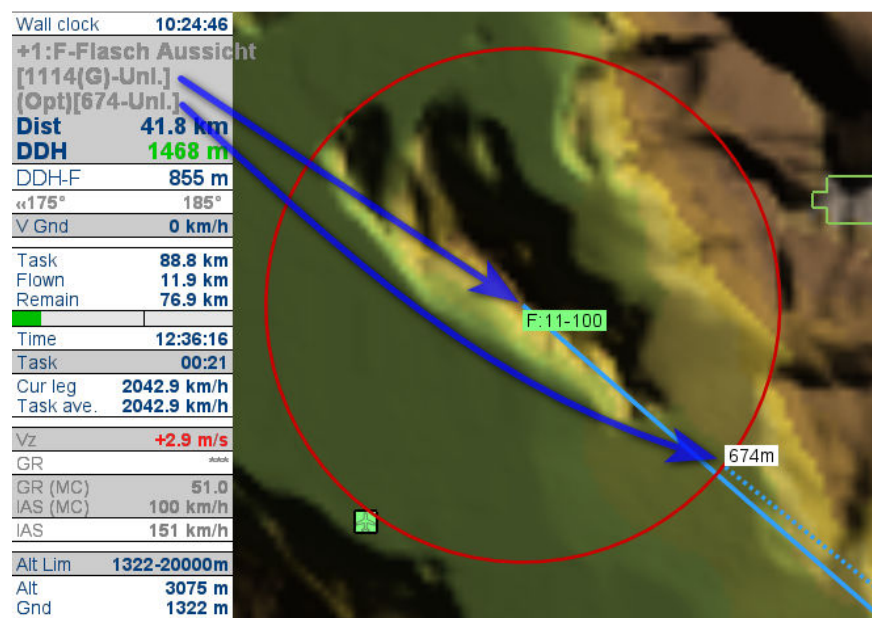 Wall clock 10:24:46
+1:F-Flasch Aussicht
[1114(G)-Unl.]
(Opt)[674-Unl.]
Dist 41.8 km
DDH 1468 m
DDH-F 855 m
«175° 185°
V Gnd 0 km/h
Task 88.8 km
Flown 11.9 km
Remain 76.9 km
Time 12:36:16
Task 00:21
Cur leg 2042.9 km/h
Task ave. 2042.9 km/h
Vz +2.9 m/s
GR ***
GR (MC) 51.0
IAS (MC) 100 km/h
IAS 151 km/h
Alt Lim 1322-20000m
Alt 3075 m
Gnd 1322 m
F:11-100
674m